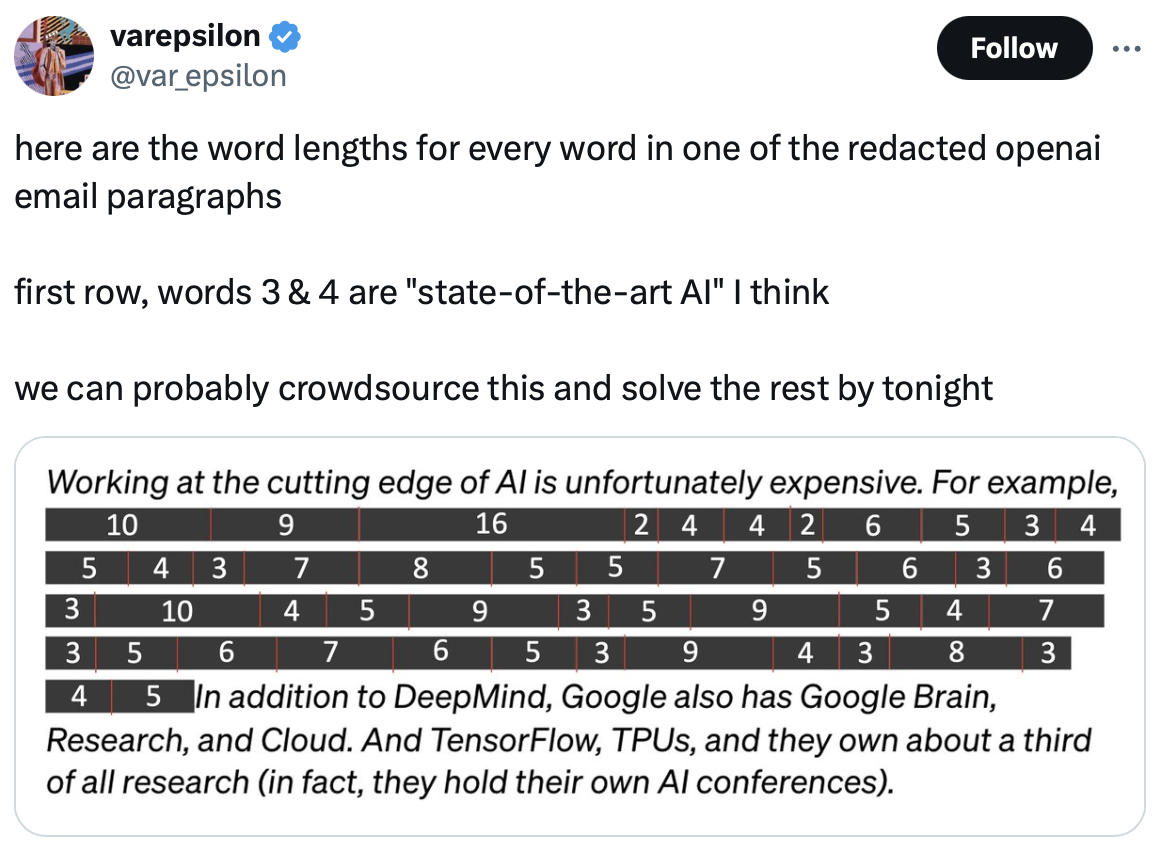 varepsilon
@var_epsilon
Follow
here are the word lengths for every word in one of the redacted openai
email paragraphs
first row, words 3 & 4 are "state-of-the-art AI" I think
we can probably crowdsource this and solve the rest by tonight
Working at the cutting edge of AI is unfortunately expensive. For example,
10 9 16 2 4 4 2 6 5 3 4
5 4 3 7 8 5 5 7 5 6 3 6
3 10 4 5 9 3 5 9 5 4 7
3 5 6 7 6 5 3 9 4 3 8 3
4 5 In addition to DeepMind, Google also has Google Brain,
Research, and Cloud. And TensorFlow, TPUs, and they own about a third
of all research (in fact, they hold their own AI conferences).